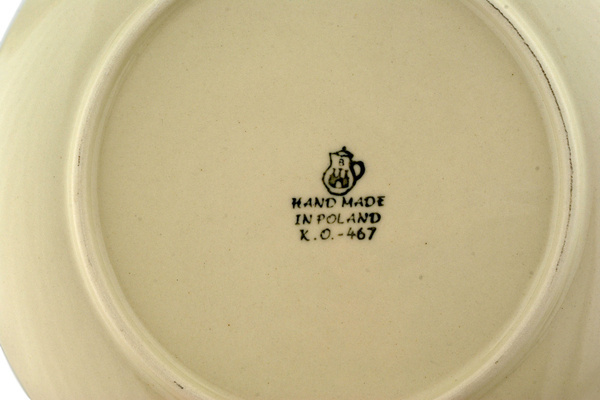 B
HAND MADE
IN POLAND
K.O.-467